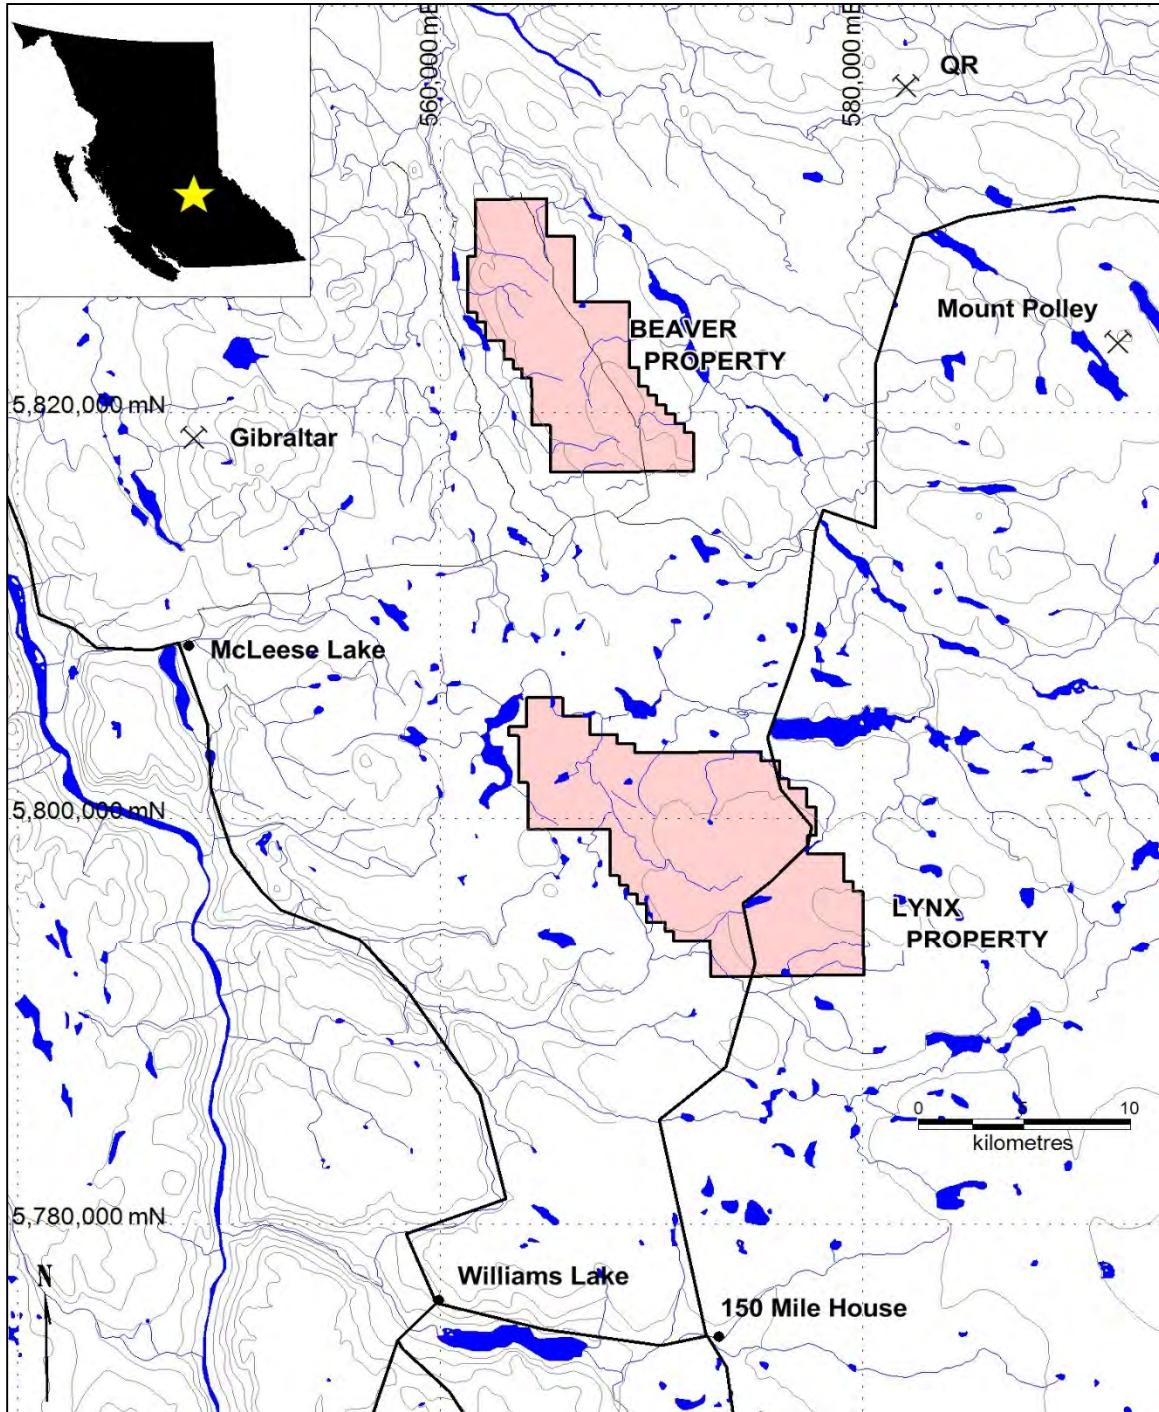 560,000 mE
580,000 mE
QR
Mount Polley
BEAVER
PROPERTY
5,820,000 mN
Gibraltar
McLeese Lake
5,800,000 mN
LYNX
PROPERTY
0 5 10
kilometres
5,780,000 mN
N
Williams Lake
150 Mile House